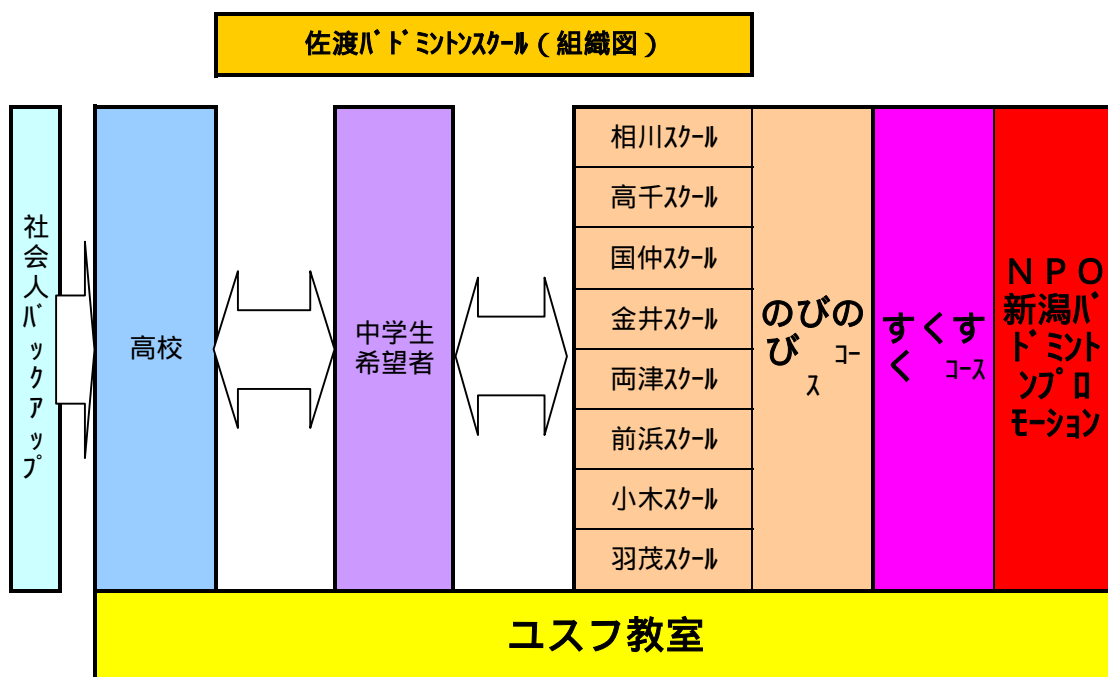 佐渡ﾊﾞﾄﾞﾐﾝﾄﾝｽｸｰﾙ（組織図）
社会人ﾊﾞｯｸｱｯﾌﾟ
高校
中学生
希望者
相川ｽｸｰﾙ
高千ｽｸｰﾙ
国仲ｽｸｰﾙ
金井ｽｸｰﾙ
両津ｽｸｰﾙ
前浜ｽｸｰﾙ
小木ｽｸｰﾙ
羽茂ｽｸｰﾙ
のびの
び ｺｰ
ｽ
すくす
く ｺｰｽ
ＮＰＯ
新潟ﾊﾞ
ﾄﾞﾐﾝﾄ
ﾝﾌﾟﾛ
ﾓｰｼｮﾝ
ユスフ教室